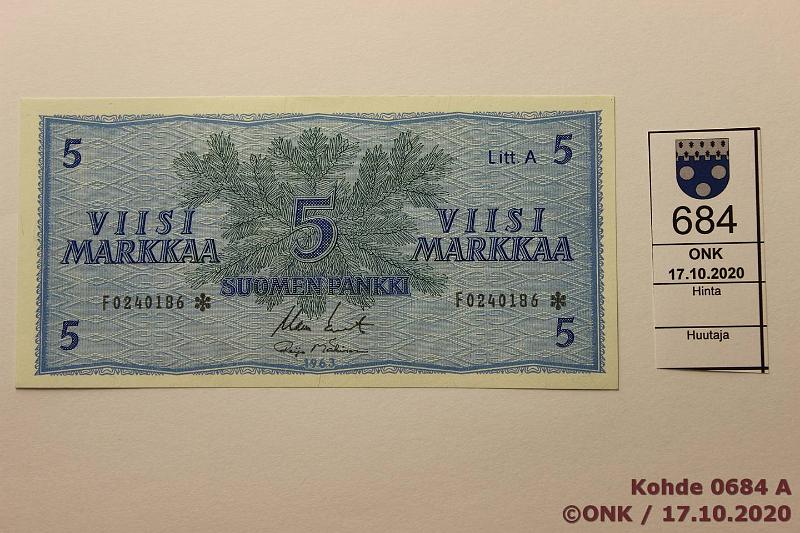 5
Litt. A 5
VIISI MARKKAA
5
VIISI MARKKAA
SUOMEN PANKKI
F0240186 *
F0240186 *
5
5
1963
684
ONK
17.10.2020
Hinta
Huutaja
Kohde 0684 A
©ONK / 17.10.2020